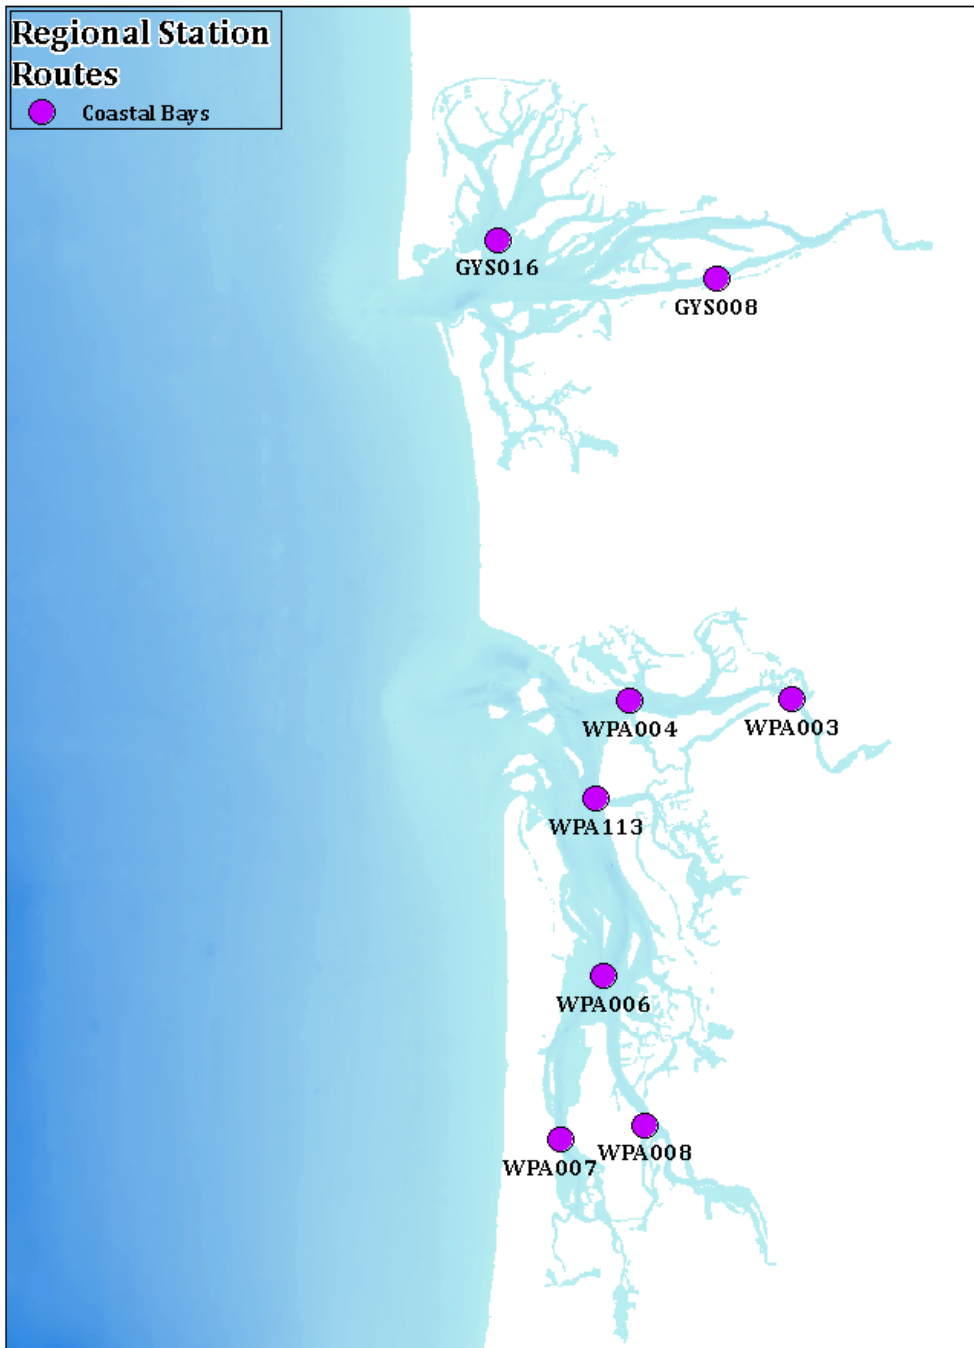 Regional Station
Routes
Coastal Bays
GYS016
GYS008
WPA004
WPA003
WPA113
WPA006
WPA008
WPA007